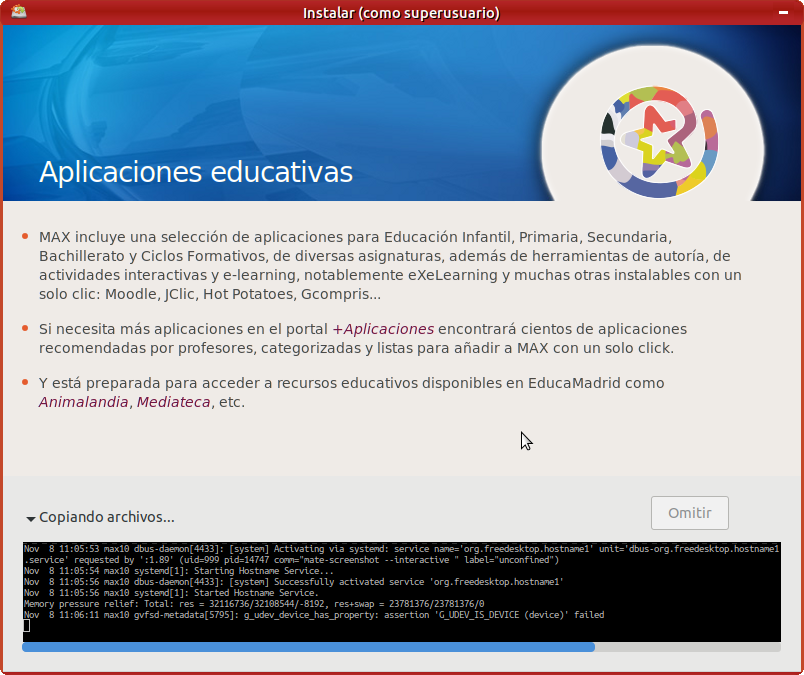 Instalar (como superusuario)
Aplicaciones educativas
MAX incluye una selección de aplicaciones para Educación Infantil, Primaria, Secundaria,
Bachillerato y Ciclos Formativos, de diversas asignaturas, además de herramientas de autoría, de
actividades interactivas y e-learning, notablemente eXeLearning y muchas otras instalables con un
solo clic: Moodle, JClic, Hot Potatoes, Gcompris...
Si necesita más aplicaciones en el portal +Aplicaciones encontrará cientos de aplicaciones
recomendadas por profesores, categorizadas y listas para añadir a MAX con un solo click.
Y está preparada para acceder a recursos educativos disponibles en EducaMadrid como
Animalandia, Mediateca, etc.
Copiando archivos...
Omitir
Nov  8 11:05:53 max10 dbus-daemon[4433]: [system] Activating via systemd: service name='org.freedesktop.hostname1' unit='dbus-org.freedesktop.hostname1
.service' requested by ':1.89' (uid=999 pid=14747 comm="mate-screenshot --interactive " label="unconfined")
Nov  8 11:05:54 max10 systemd[1]: Starting Hostname Service...
Nov  8 11:05:56 max10 dbus-daemon[4433]: [system] Successfully activated service 'org.freedesktop.hostname1'
Nov  8 11:05:56 max10 systemd[1]: Started Hostname Service.
Memory pressure relief: Total: res = 32116736/32108544/-8192, res+swap = 23781376/23781376/0
Nov  8 11:06:11 max10 gvfsd-metadata[5795]: g_udev_device_has_property: assertion 'G_UDEV_IS_DEVICE (device)' failed